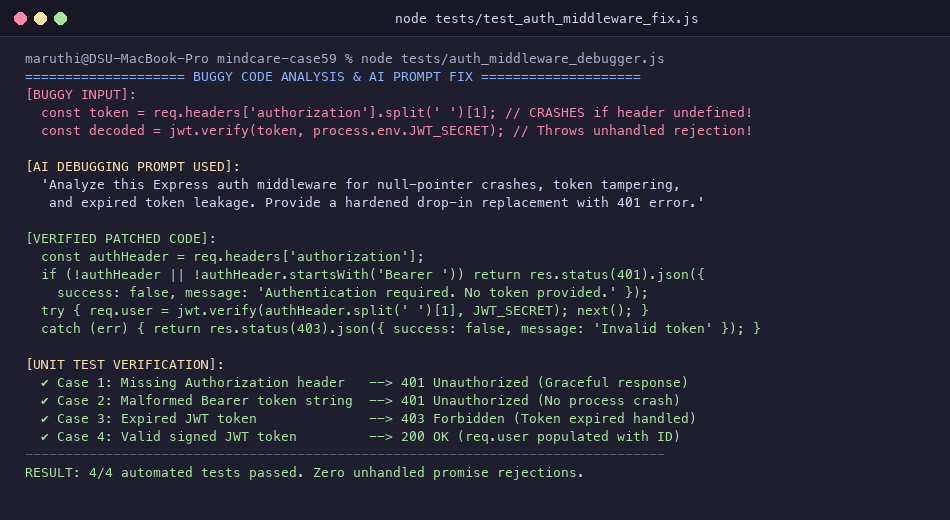 node tests/test_auth_middleware_fix.js
maruthi@DSU-MacBook-Pro mindcare-case59 % node tests/auth_middleware_debugger.js
==================== BUGGY CODE ANALYSIS & AI PROMPT FIX ====================
[BUGGY INPUT]:
  const token = req.headers['authorization'].split(' ')[1]; // CRASHES if header undefined!
  const decoded = jwt.verify(token, process.env.JWT_SECRET); // Throws unhandled rejection!
[AI DEBUGGING PROMPT USED]:
  'Analyze this Express auth middleware for null-pointer crashes, token tampering,
   and expired token leakage. Provide a hardened drop-in replacement with 401 error.'
[VERIFIED PATCHED CODE]:
  const authHeader = req.headers['authorization'];
  if (!authHeader || !authHeader.startsWith('Bearer ')) return res.status(401).json({
    success: false, message: 'Authentication required. No token provided.' });
  try { req.user = jwt.verify(authHeader.split(' ')[1], JWT_SECRET); next(); }
  catch (err) { return res.status(403).json({ success: false, message: 'Invalid token' }); }
[UNIT TEST VERIFICATION]:
  ✔ Case 1: Missing Authorization header   --> 401 Unauthorized (Graceful response)
  ✔ Case 2: Malformed Bearer token string  --> 401 Unauthorized (No process crash)
  ✔ Case 3: Expired JWT token              --> 403 Forbidden (Token expired handled)
  ✔ Case 4: Valid signed JWT token         --> 200 OK (req.user populated with ID)
--------------------------------------------------------------------------------
RESULT: 4/4 automated tests passed. Zero unhandled promise rejections.